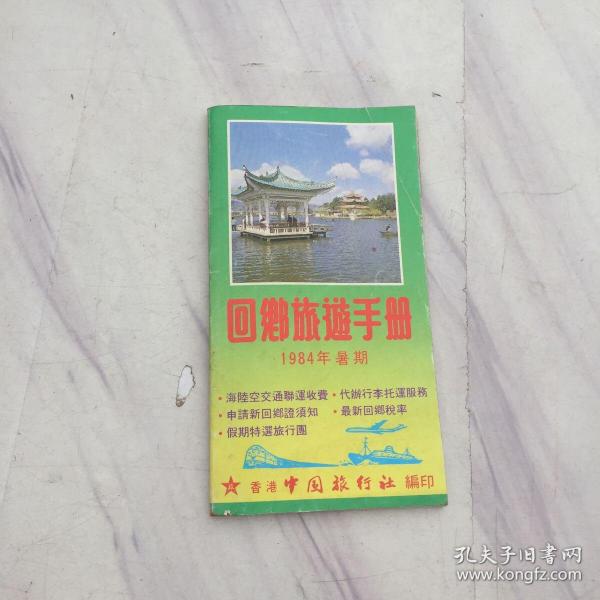 回鄉旅遊手册
1984年暑期
·海陸空交通聯運收費·代辦行李托運服務
·申請新回鄉證須知 ·最新回鄉稅率
·假期特選旅行團
香港 中国旅行社 編印
孔夫子旧书网
www.kongfz.com